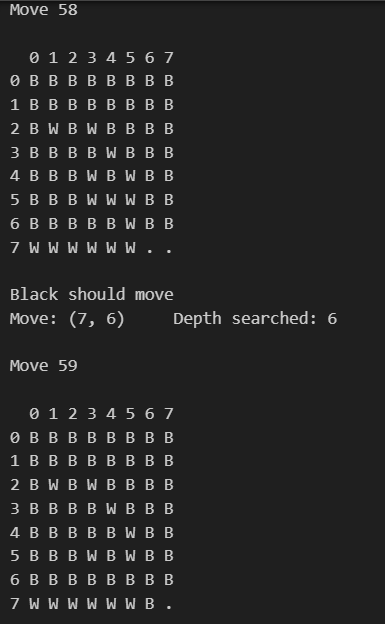 Move 58
0 1 2 3 4 5 6 7
0 B B B B B B B B
1 B B B B B B B B
2 B W B W B B B B
3 B B B B W B B B
4 B B B W B W B B
5 B B B W W W B B
6 B B B B B W B B
7 W W W W W W . .
Black should move
Move: (7, 6)     Depth searched: 6
Move 59
0 1 2 3 4 5 6 7
0 B B B B B B B B
1 B B B B B B B B
2 B W B W B B B B
3 B B B B W B B B
4 B B B B B W B B
5 B B B W B W B B
6 B B B B B B B B
7 W W W W W W B .